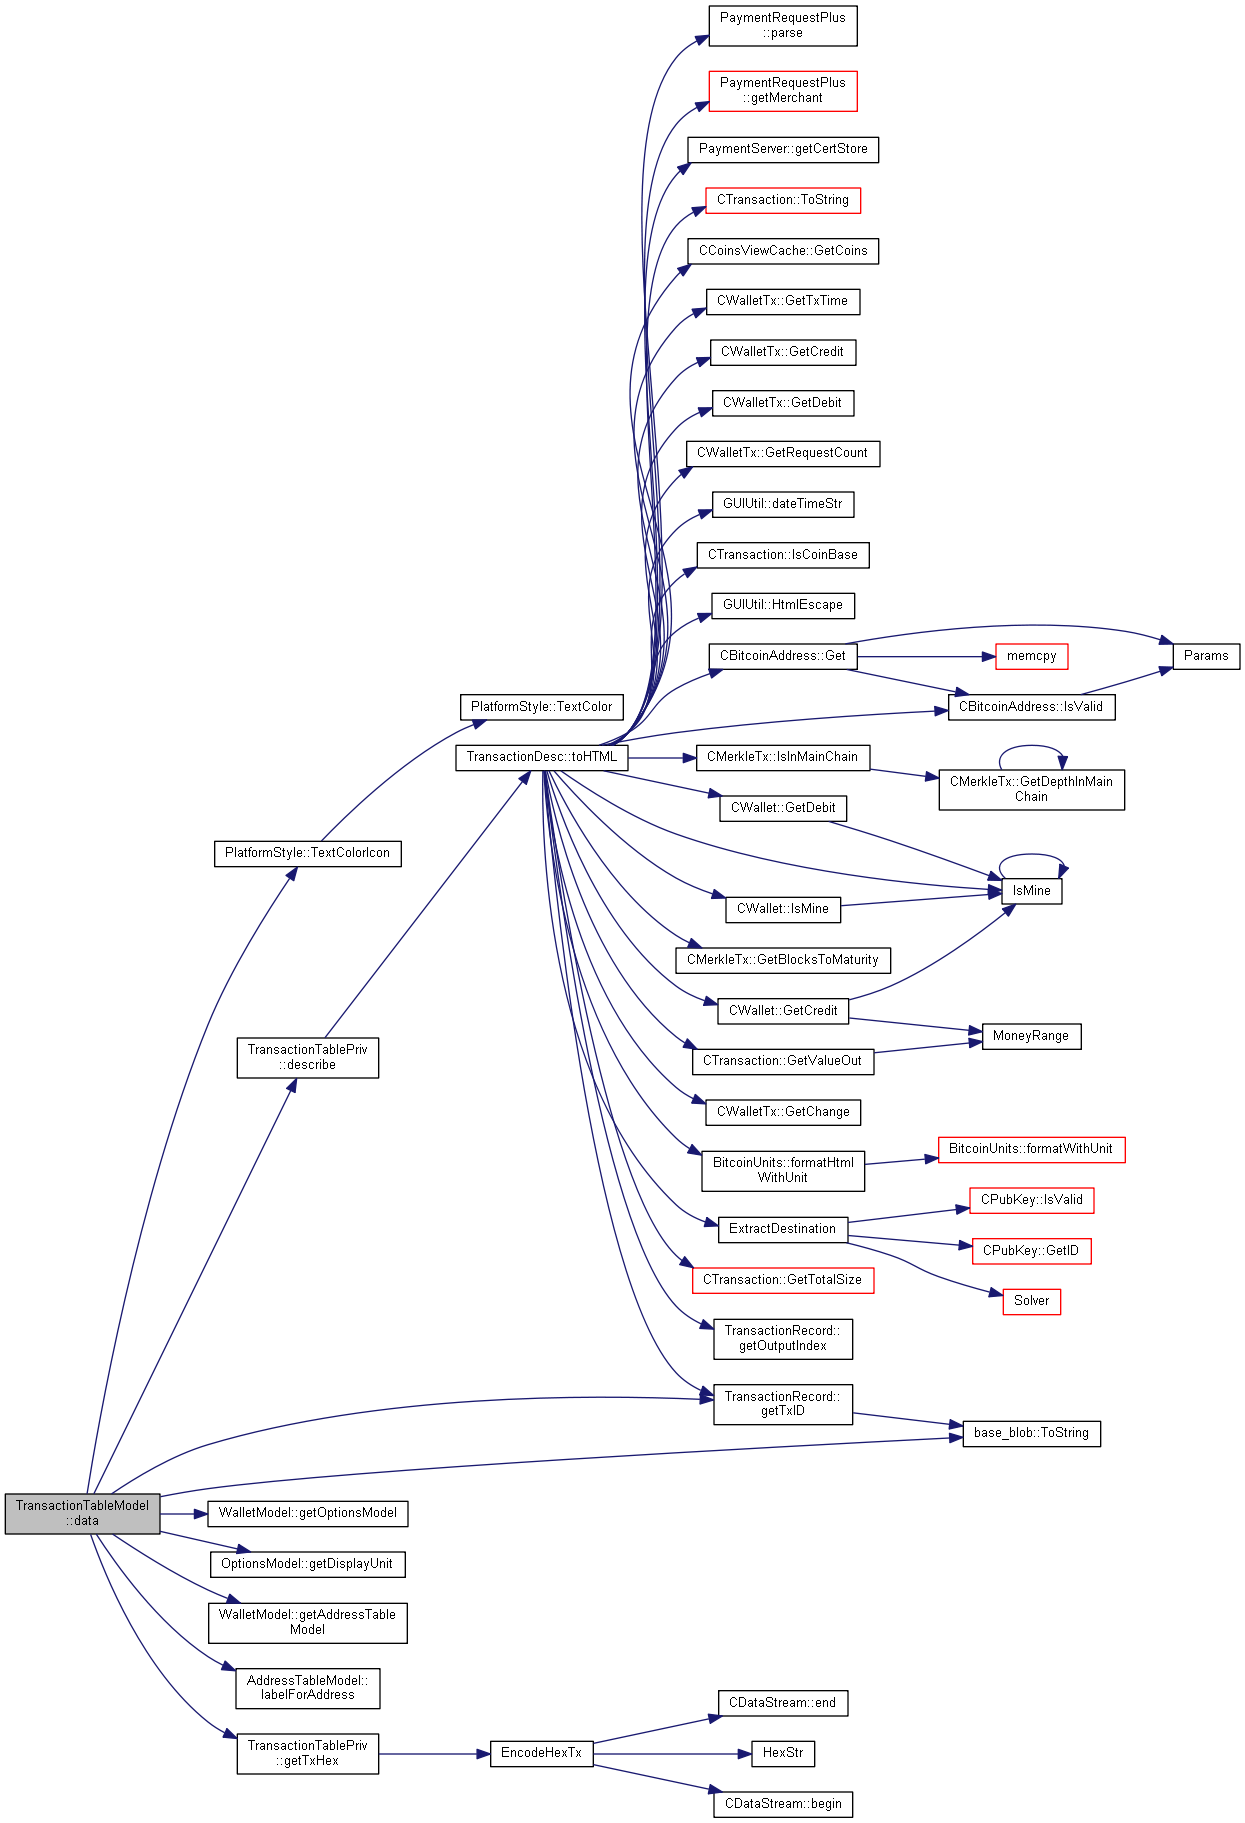 PaymentRequestPlus
::parse
PaymentRequestPlus
::getMerchant
PaymentServer::getCertStore
CTransaction::ToString
CCoinsViewCache::GetCoins
CWalletTx::GetTxTime
CWalletTx::GetCredit
CWalletTx::GetDebit
CWalletTx::GetRequestCount
GUIUtil::dateTimeStr
CTransaction::IsCoinBase
GUIUtil::HtmlEscape
CBitcoinAddress::Get
memcpy
Params
CBitcoinAddress::IsValid
PlatformStyle::TextColor
TransactionDesc::toHTML
CMerkleTx::IsInMainChain
CMerkleTx::GetDepthInMain
Chain
CWallet::GetDebit
PlatformStyle::TextColorIcon
IsMine
CWallet::IsMine
CMerkleTx::GetBlocksToMaturity
CWallet::GetCredit
MoneyRange
TransactionTablePriv
::describe
CTransaction::GetValueOut
CWalletTx::GetChange
BitcoinUnits::formatHtml
WithUnit
BitcoinUnits::formatWithUnit
CPubKey::IsValid
ExtractDestination
CPubKey::GetID
CTransaction::GetTotalSize
Solver
TransactionRecord::
getOutputIndex
TransactionRecord::
getTxID
base_blob::ToString
TransactionTableModel
::data
WalletModel::getOptionsModel
OptionsModel::getDisplayUnit
WalletModel::getAddressTable
Model
AddressTableModel::
labelForAddress
TransactionTablePriv
::getTxHex
EncodeHexTx
CDataStream::end
HexStr
CDataStream::begin